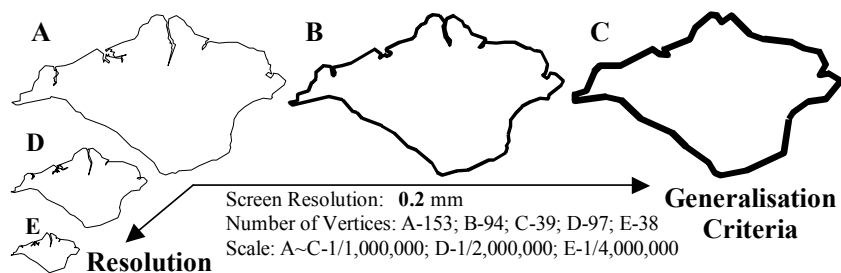 A
B
C
D
E
Resolution
Screen Resolution: 0.2 mm
Number of Vertices: A-153; B-94; C-39; D-97; E-38
Scale: A~C-1/1,000,000; D-1/2,000,000; E-1/4,000,000
Generalisation
Criteria